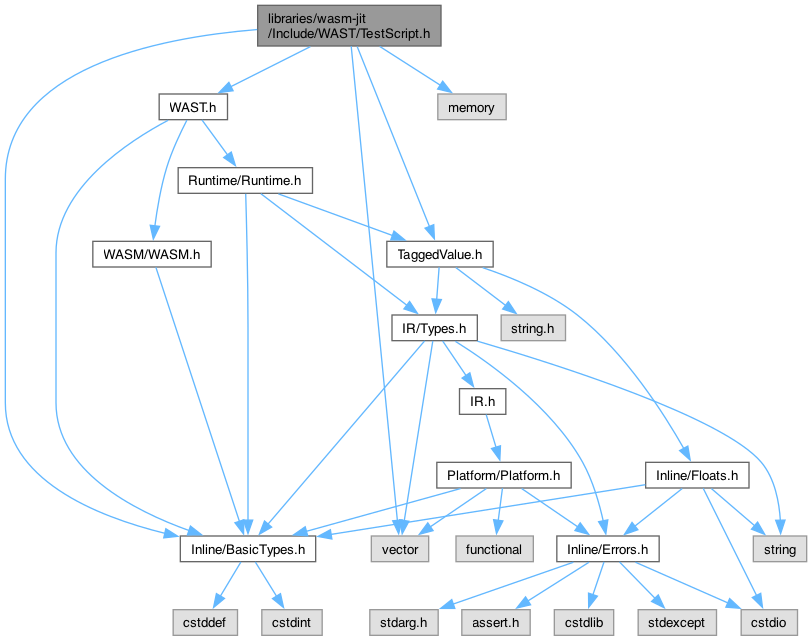 libraries/wasm-jit
/Include/WAST/TestScript.h
WAST.h
memory
Runtime/Runtime.h
WASM/WASM.h
TaggedValue.h
IR/Types.h
string.h
IR.h
Platform/Platform.h
Inline/Floats.h
Inline/BasicTypes.h
vector
functional
Inline/Errors.h
string
cstddef
cstdint
stdarg.h
assert.h
cstdlib
stdexcept
cstdio